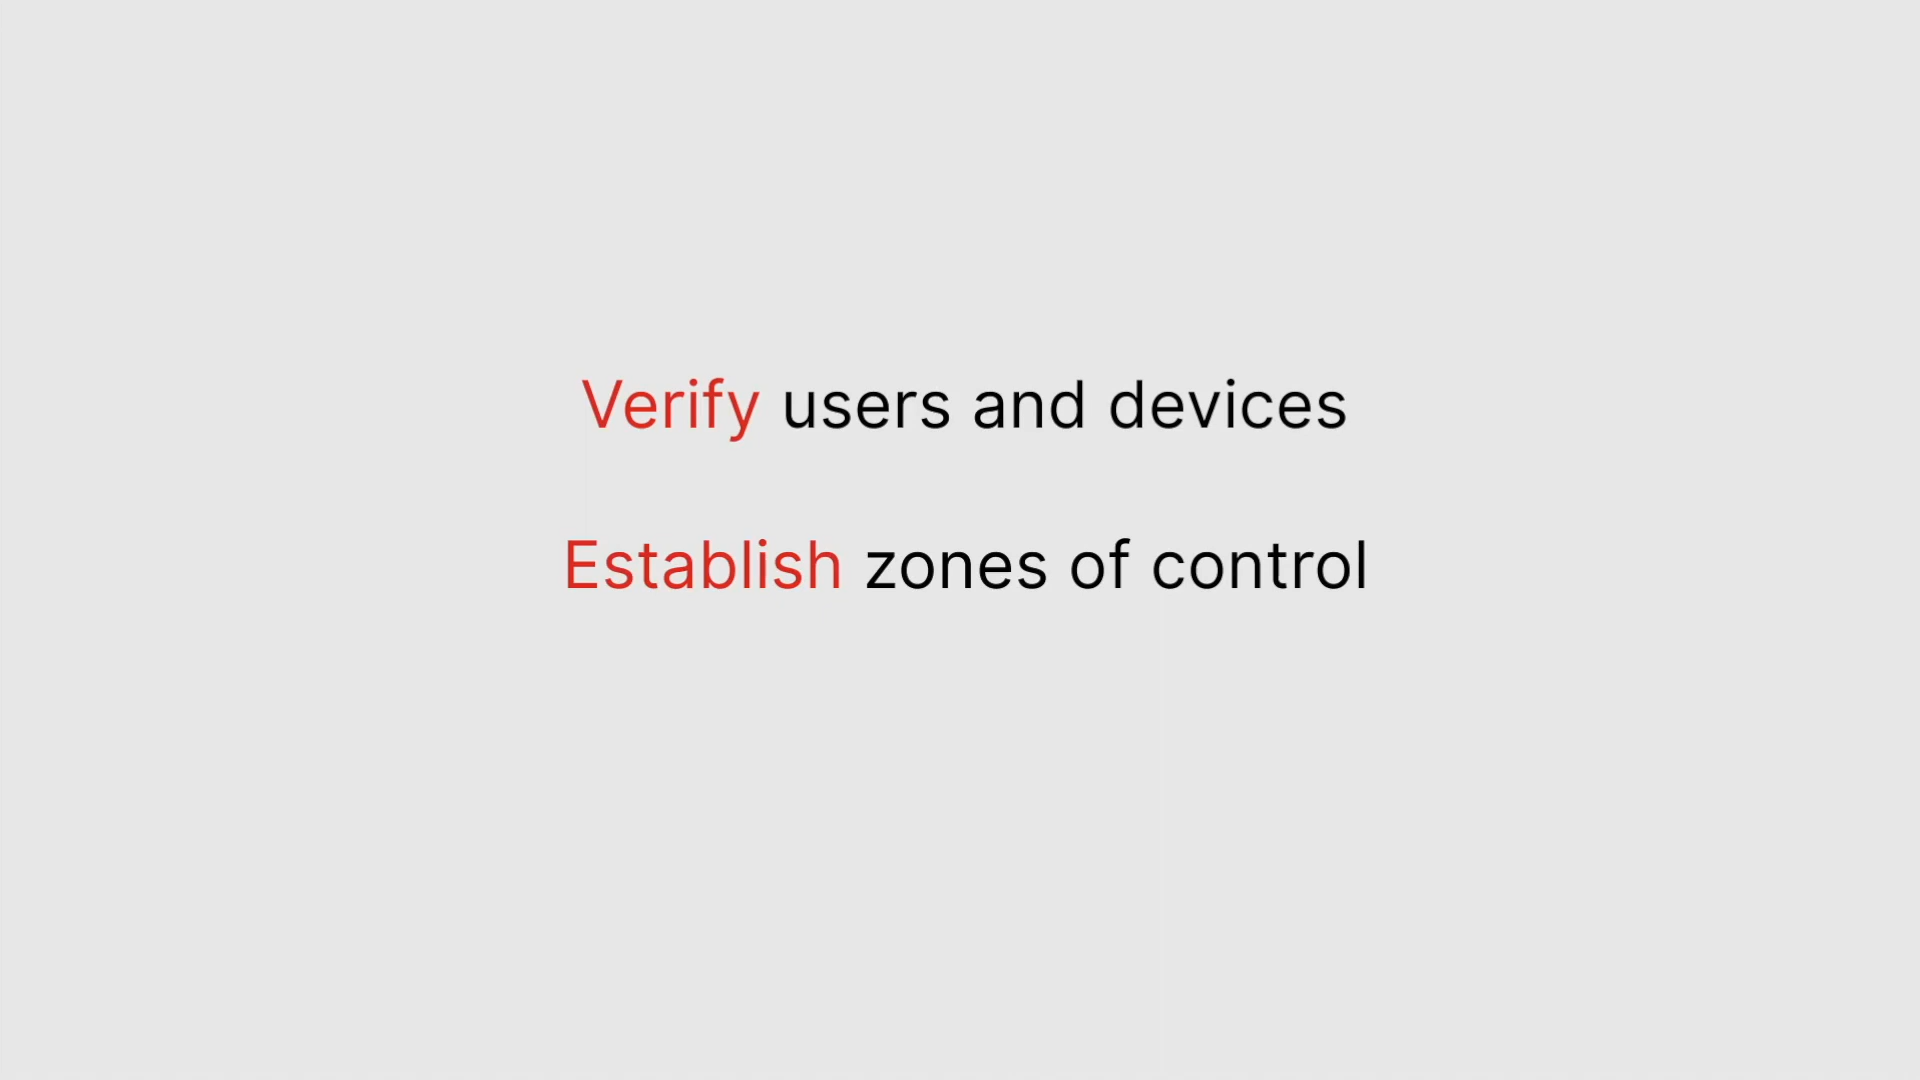 Verify users and devices
Establish zones of control